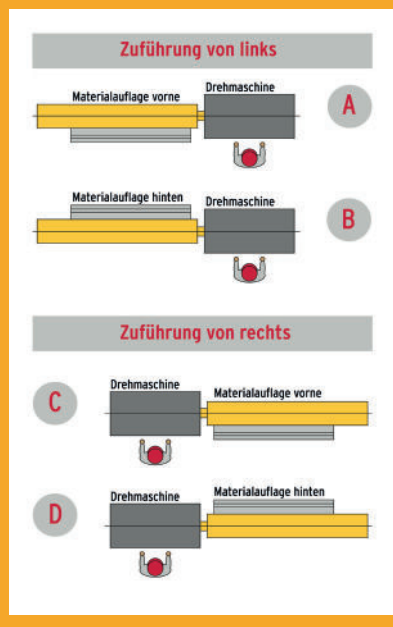 Zuführung von links
Materialauflage vorne
Drehmaschine
A
Materialauflage hinten
Drehmaschine
B
Zuführung von rechts
C
Drehmaschine
Materialauflage vorne
D
Drehmaschine
Materialauflage hinten